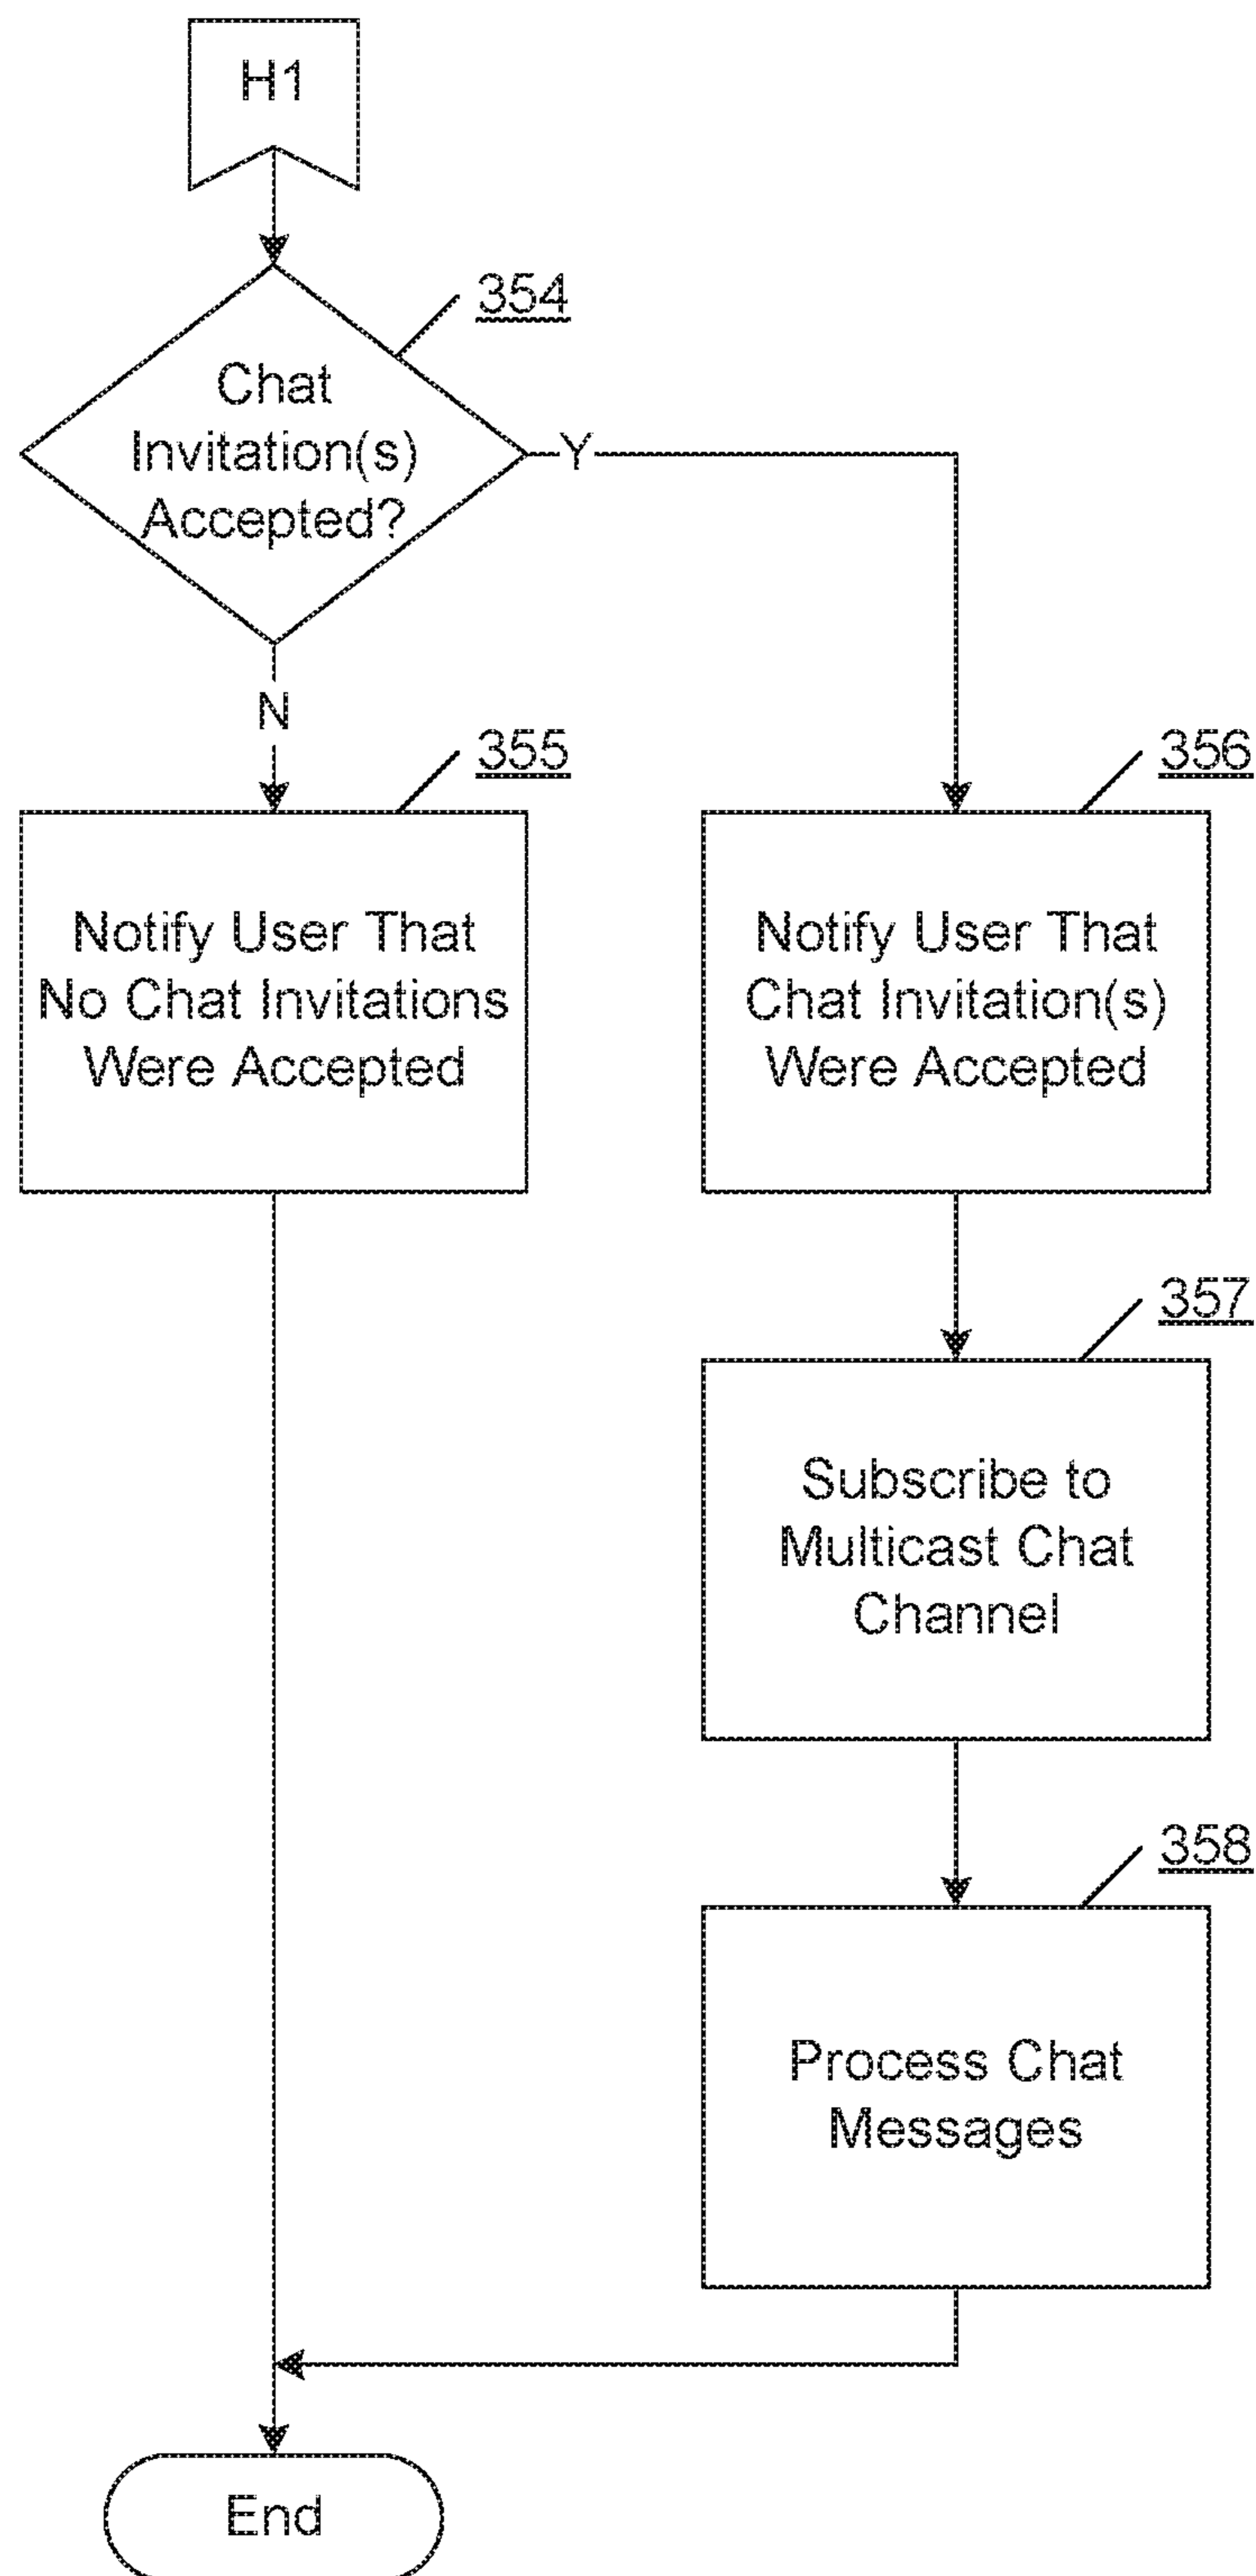 H1
354
Chat
Invitation(s)
Accepted?
Y
N
355
Notify User That
No Chat Invitations
Were Accepted
356
Notify User That
Chat Invitation(s)
Were Accepted
357
Subscribe to
Multicast Chat
Channel
358
Process Chat
Messages
End